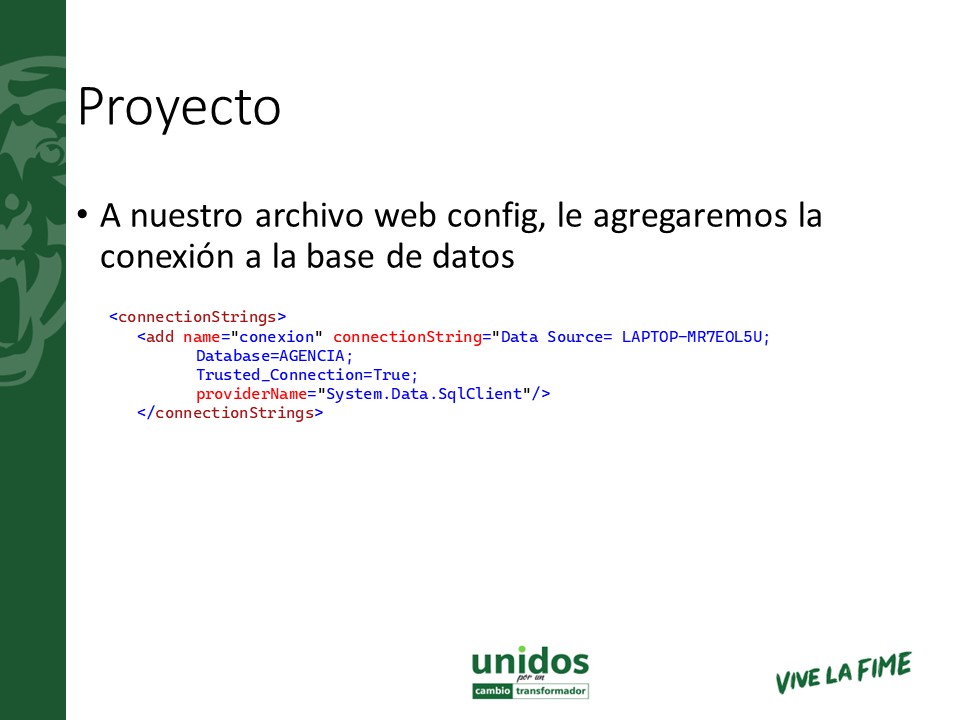 Proyecto
• A nuestro archivo web config, le agregaremos la
conexión a la base de datos
<connectionStrings>
<add name="conexion" connectionString="Data Source= LAPTOP-MR7EOL5U;
Database=AGENCIA;
Trusted_Connection=True;
providerName="System.Data.SqlClient"/>
</connectionStrings>
unidos
por un
cambio transformador
VIVE LA FIME